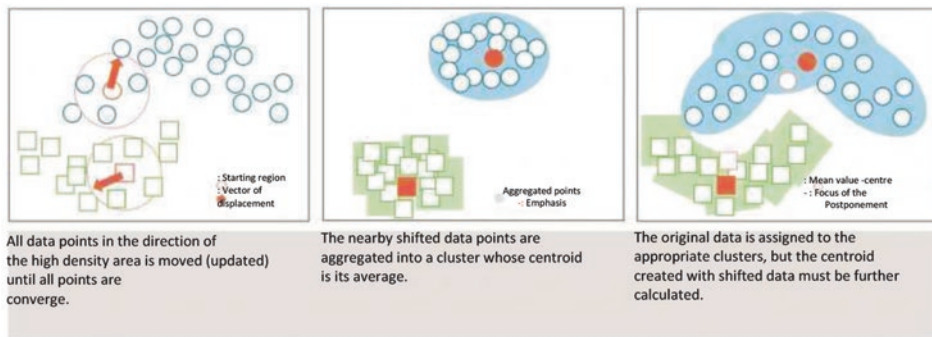 : Starting region
: Vector of
displacement
All data points in the direction of
the high density area is moved (updated)
until all points are
converge.
Aggregated points
-: Emphasis
The nearby shifted data points are
aggregated into a cluster whose centroid
is its average.
: Mean value -centre
- : Focus of the
Postponement
The original data is assigned to the
appropriate clusters, but the centroid
created with shifted data must be further
calculated.